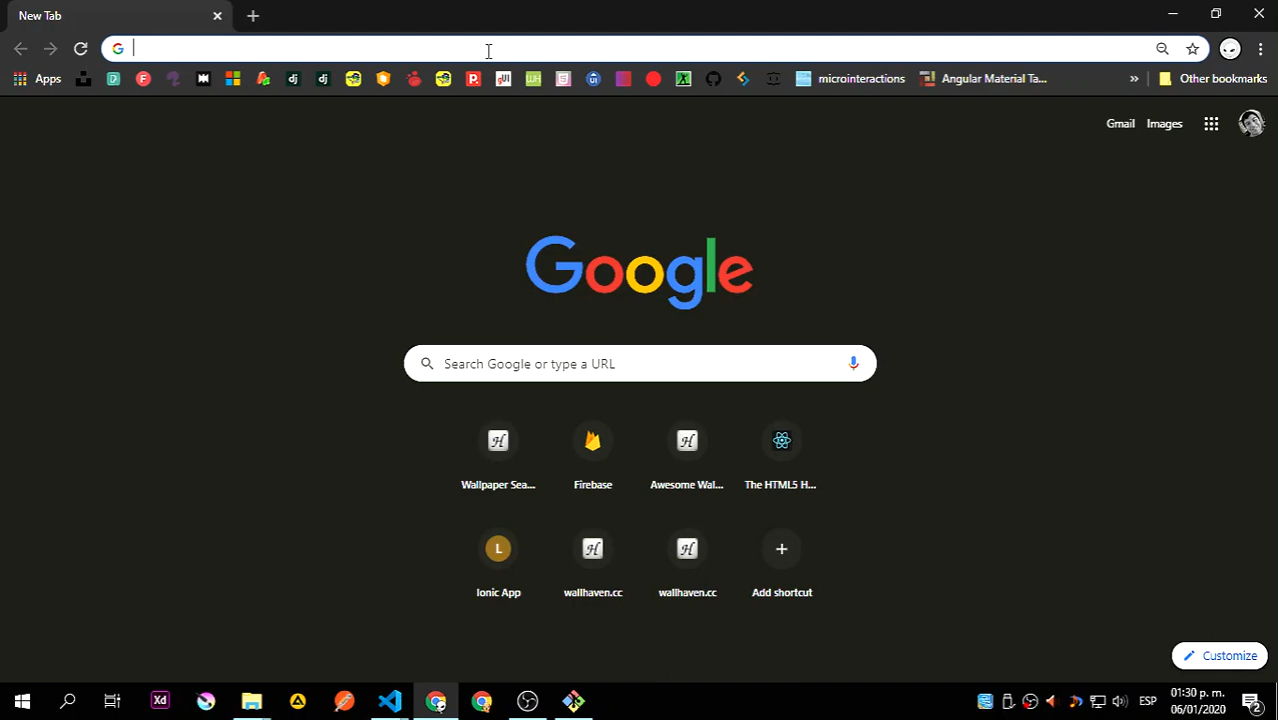 New Tab
Apps
microinteractions
Angular Material Ta...
»
Other bookmarks
Gmail
Images
Google
Search Google or type a URL
Wallpaper Sea...
Firebase
Awesome Wal...
The HTML5 H...
L
Ionic App
wallhaven.cc
wallhaven.cc
Add shortcut
Customize
Xd
ESP
01:30 p. m.
06/01/2020
2